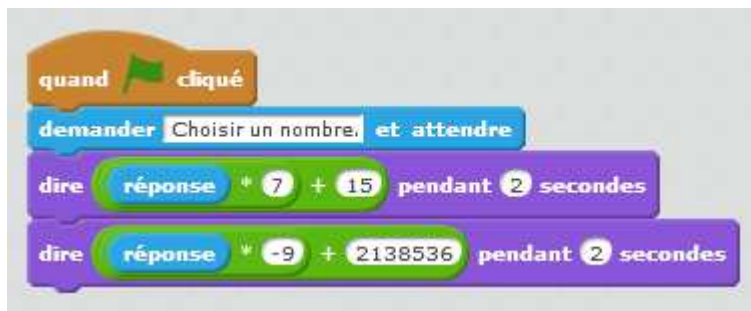 quand cliqué
demander Choisir un nombre. et attendre
dire réponse * 7 + 15 pendant 2 secondes
dire réponse * -9 + 2138536 pendant 2 secondes